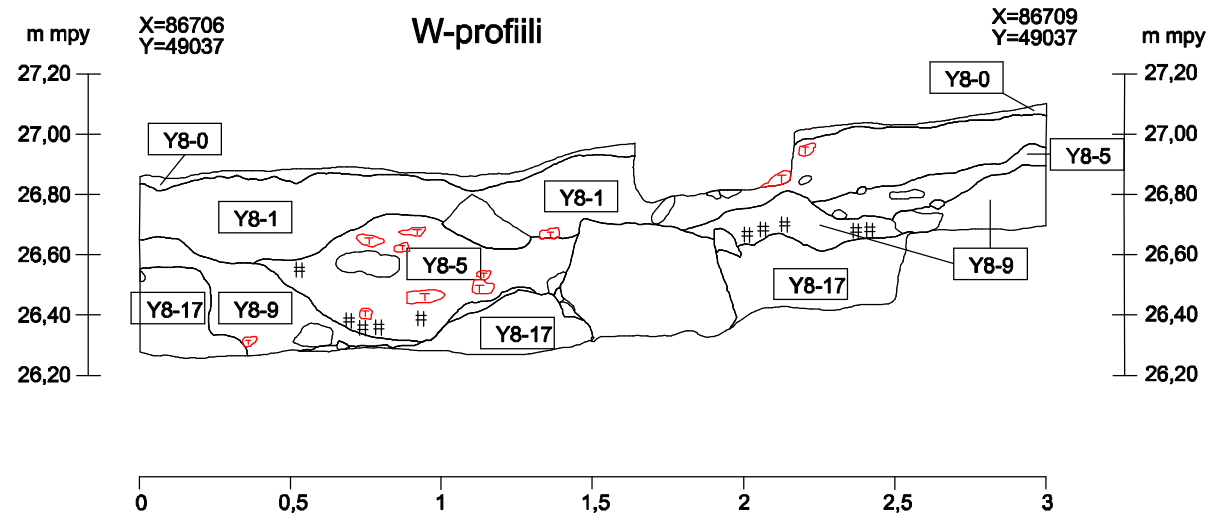 X=86706
Y=49037
W-profiili
X=86709
Y=49037
m mpy
m mpy
27,20
27,00
26,80
26,60
26,40
26,20
27,20
27,00
26,80
26,60
26,40
26,20
Y8-0
Y8-0
Y8-5
Y8-1
Y8-1
Y8-5
Y8-9
Y8-17
Y8-9
Y8-17
Y8-17
T
T
T
T
T
T
T
T
T
T
T
#
#
#
#
#
#
#
#
#
#
0
0,5
1
1,5
2
2,5
3